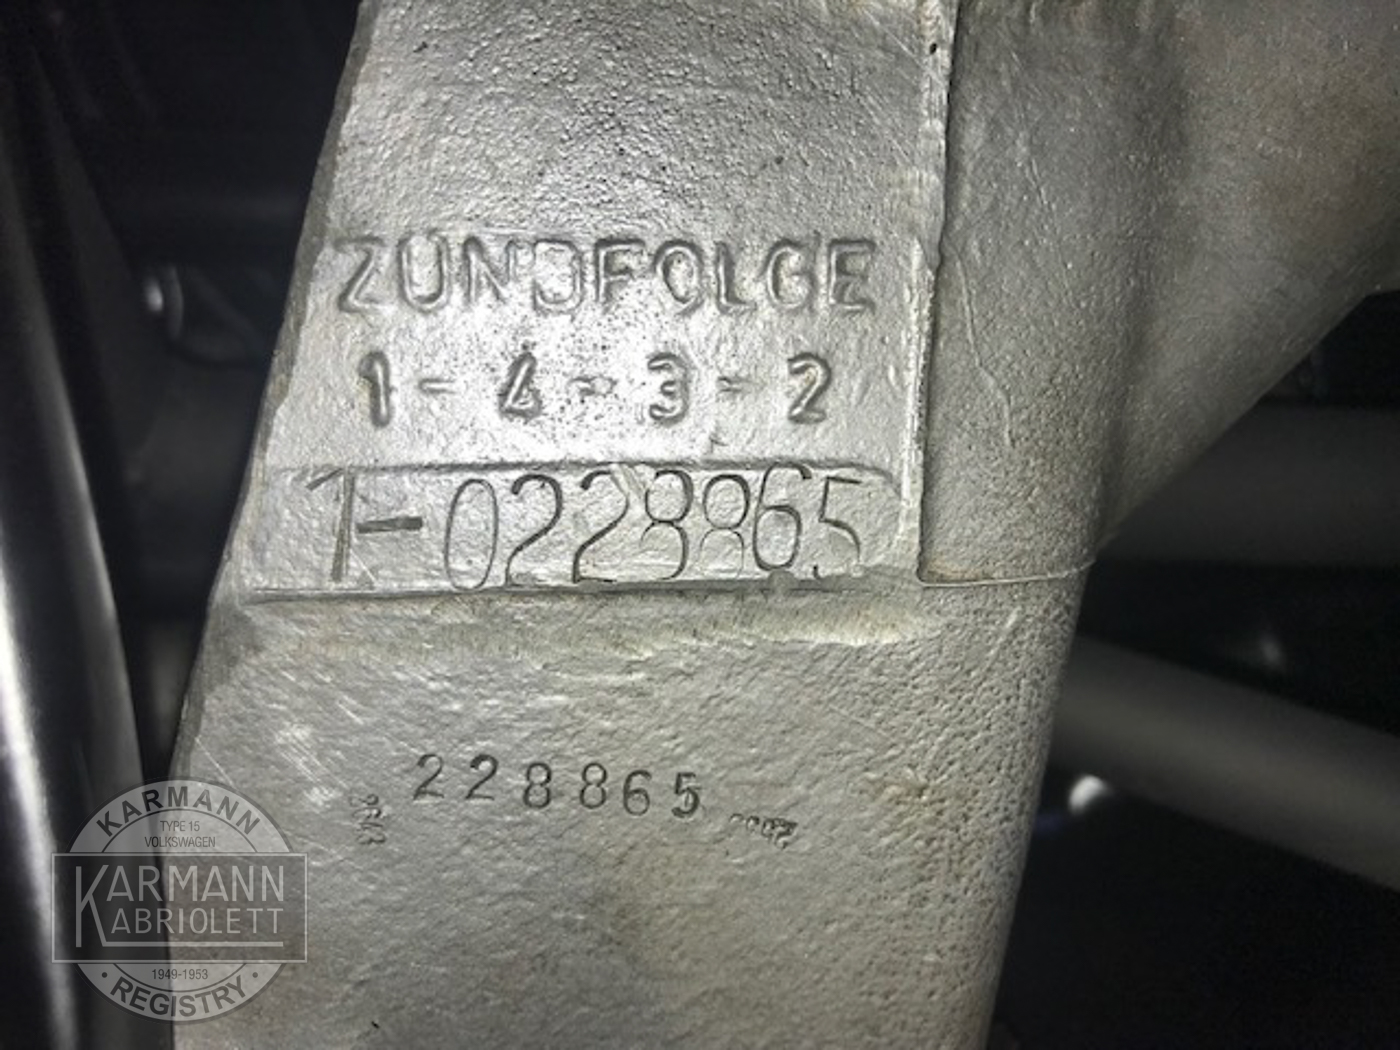 ZUNDFOLGE
1-4-3-2
1-0228865
228865
KARMANN
TYPE 15
VOLKSWAGEN
KARMANN
KABRIOLETT
1949-1953
REGISTRY